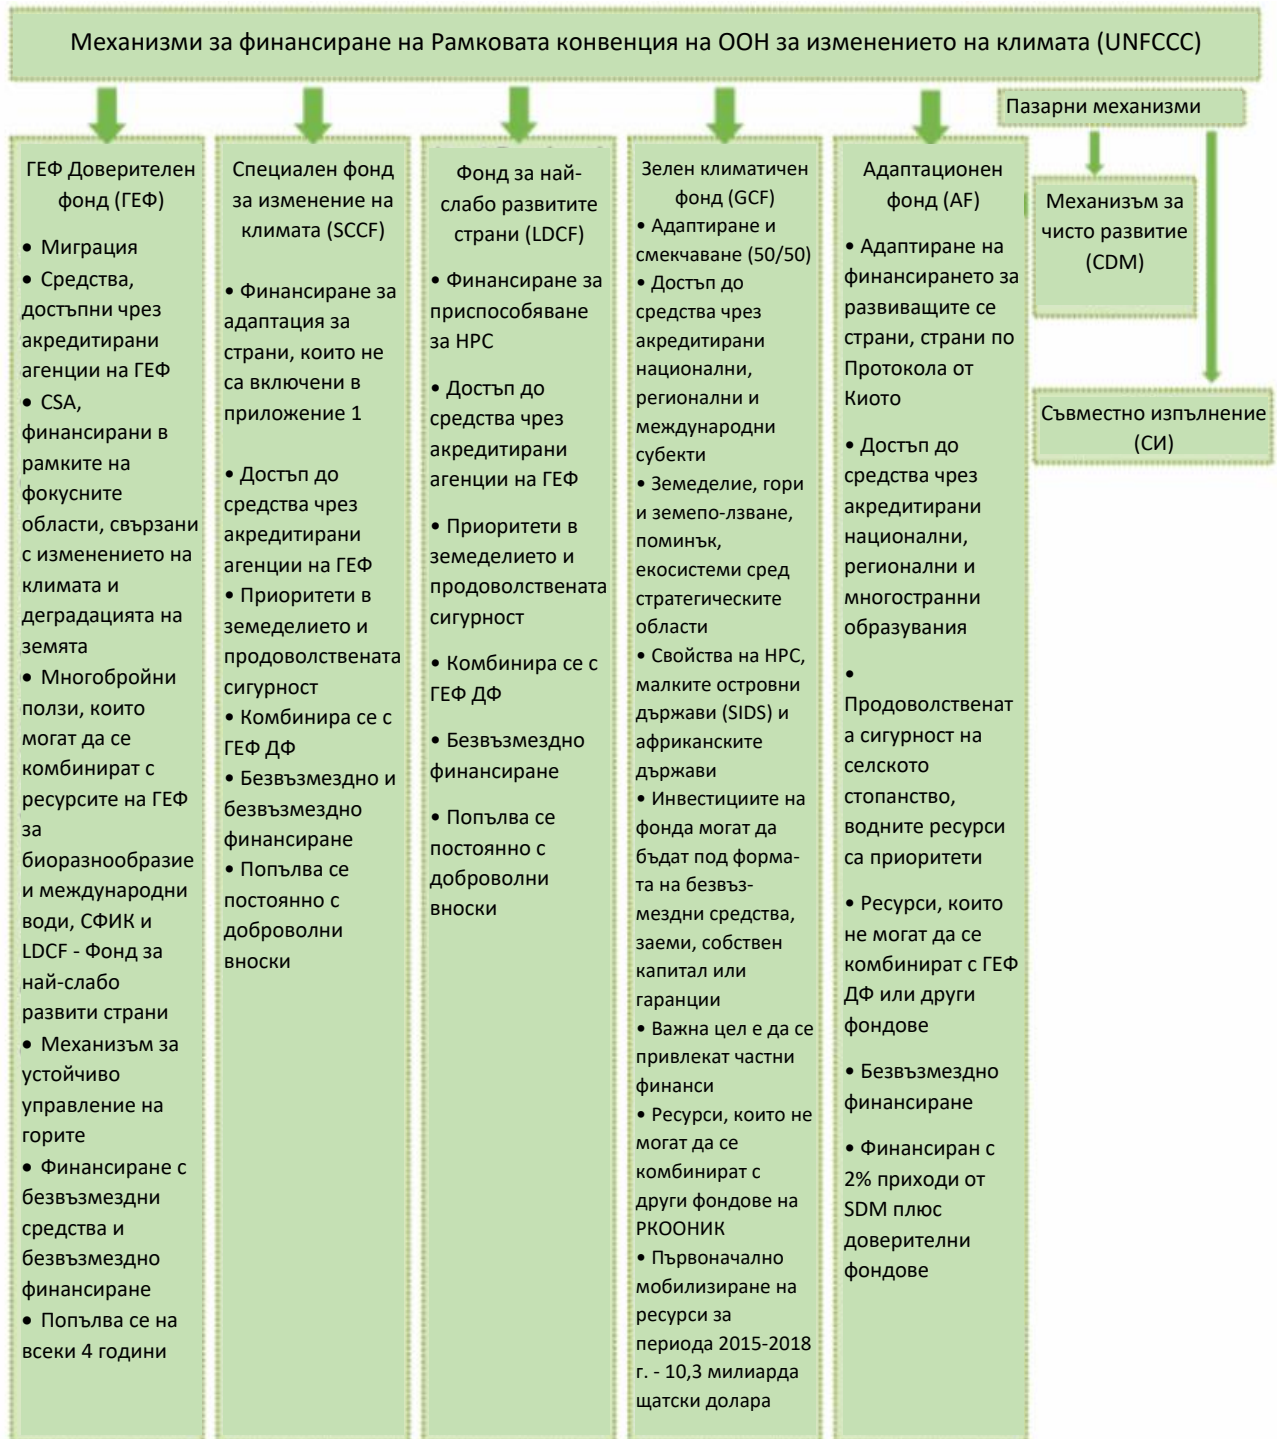 Механизми за финансиране на Рамковата конвенция на ООН за изменението на климата (UNFCCC)
ГЕФ Доверителен
фонд (ГЕФ)
• Миграция
• Средства,
достъпни чрез
акредитирани
агенции на ГЕФ
• CSA,
финансирани в
рамките на
фокусните
области, свързани
с изменението на
климата и
деградацията на
земята
• Многобройни
ползи, които
могат да се
комбинират с
ресурсите на ГЕФ
за
биоразнообразие
и международни
води, СФИК и
LDCF - Фонд за
най-слабо
развити страни
• Механизъм за
устойчиво
управление на
горите
• Финансиране с
безвъзмездни
средства и
безвъзмездно
финансиране
• Попълва се на
всеки 4 години
Специален фонд
за изменение на
климата (SCCF)
• Финансиране за
адаптация за
страни, които не
са включени в
приложение 1
• Достъп до
средства чрез
акредитирани
агенции на ГЕФ
• Приоритети в
земеделието и
продоволствената
сигурност
• Комбинира се с
ГЕФ ДФ
• Безвъзмездно и
безвъзмездно
финансиране
• Попълва се
постоянно с
доброволни
вноски
Фонд за най-
слабо развитите
страни (LDCF)
• Финансиране за
приспособяване
за НРС
• Достъп до
средства чрез
акредитирани
агенции на ГЕФ
• Приоритети в
земеделието и
продоволствената
сигурност
• Комбинира се с
ГЕФ ДФ
• Безвъзмездно
финансиране
• Попълва се
постоянно с
доброволни
вноски
Зелен климатичен
фонд (GCF)
• Адаптиране и
смекчаване (50/50)
• Достъп до
средства чрез
акредитирани
национални,
регионални и
международни
субекти
• Земеделие, гори
и земепо-лзване,
поминък,
екосистеми сред
стратегическите
области
• Свойства на НРС,
малките островни
държави (SIDS) и
африканските
държави
• Инвестициите на
фонда могат да
бъдат под форма-
та на безвъз-
мездни средства,
заеми, собствен
капитал или
гаранции
• Важна цел е да се
привлекат частни
финанси
• Ресурси, които не
могат да се
комбинират с
други фондове на
РКООНИК
• Първоначално
мобилизиране на
ресурси за
периода 2015-2018
г. - 10,3 милиарда
щатски долара
Адаптационен
фонд (AF)
• Адаптиране на
финансирането за
развиващите се
страни, страни по
Протокола от
Киото
• Достъп до
средства чрез
акредитирани
национални,
регионални и
многостранни
образувания
•
Продоволственат
а сигурност на
селското
стопанство,
водните ресурси
са приоритети
• Ресурси, които
не могат да се
комбинират с ГЕФ
ДФ или други
фондове
• Безвъзмездно
финансиране
• Финансиран с
2% приходи от
SDM плюс
доверителни
фондове
Пазарни механизми
Механизъм за
чисто развитие
(CDM)
Съвместно изпълнение
(СИ)